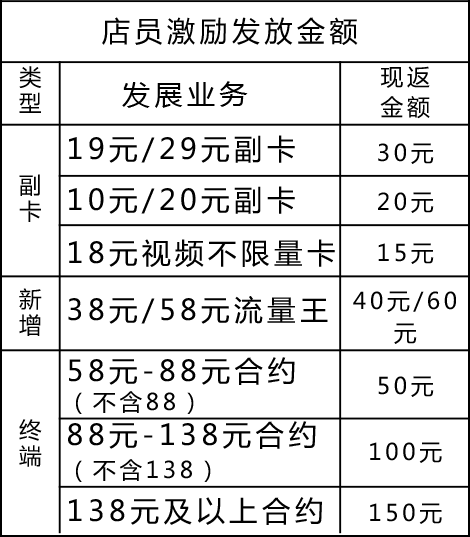 店员激励发放金额
类型
发展业务
现返
金额
副卡
19元/29元副卡
30元
10元/20元副卡
20元
18元视频不限量卡
15元
新增
38元/58元流量王
40元/60
元
终端
58元-88元合约
（不含88）
50元
88元-138元合约
（不含138）
100元
138元及以上合约
150元